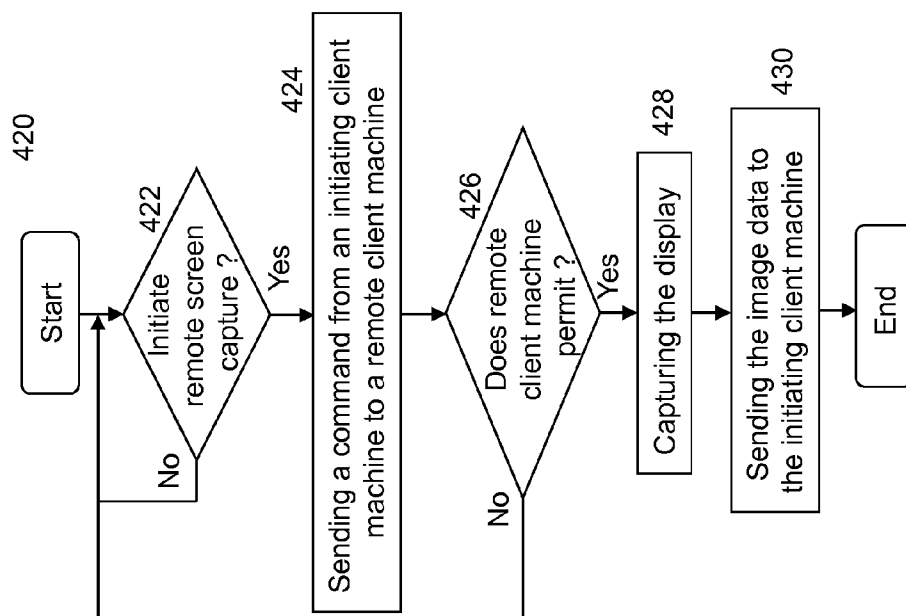 420
Start
422
Initiate
remote screen
capture ?
No
Yes
424
Sending a command from an initiating client
machine to a remote client machine
426
Does remote
client machine
permit ?
No
Yes
428
Capturing the display
430
Sending the image data to
the initiating client machine
End